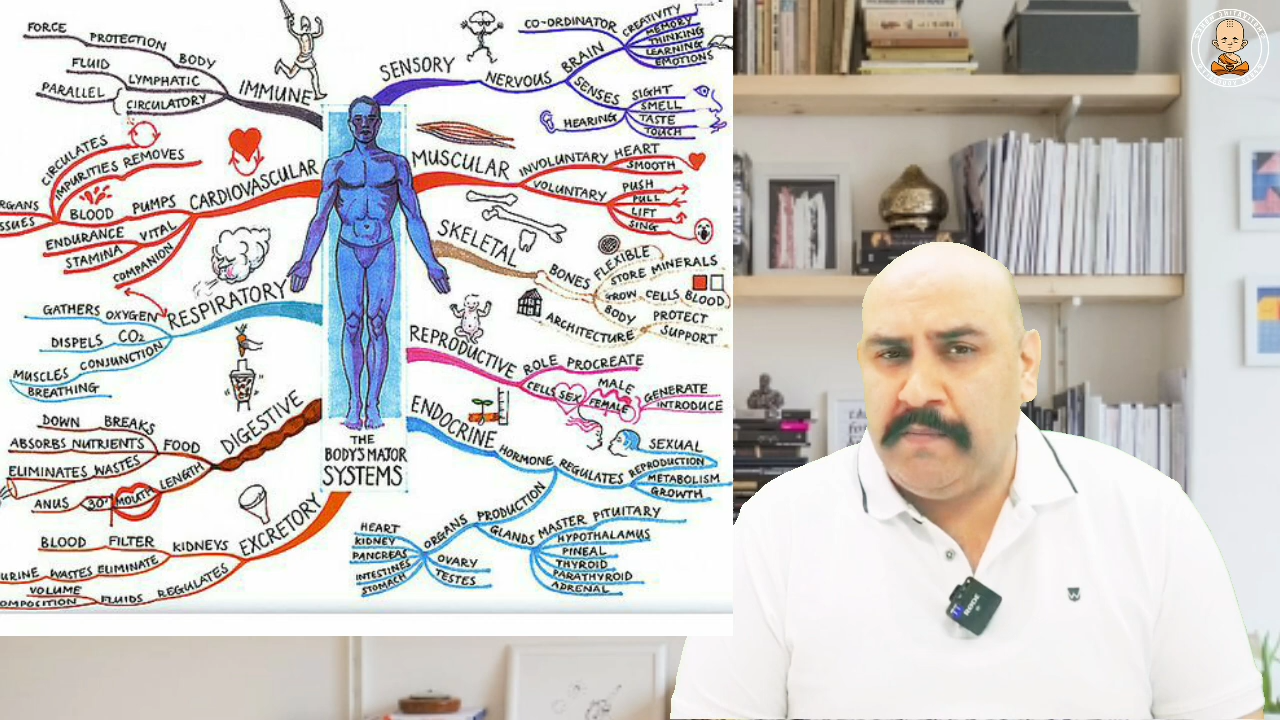 FORCE
PROTECTION
BODY
FLUID
LYMPHATIC
PARALLEL
CIRCULATORY
IMMUNE
CIRCULATES
IMPURITIES REMOVES
BLOOD
PUMPS
CARDIOVASCULAR
ENDURANCE
VITAL
STAMINA
COMPANION
GATHERS OXYGEN
RESPIRATORY
DISPELS CO₂
MUSCLES CONJUNCTION
BREATHING
DOWN BREAKS
ABSORBS NUTRIENTS
FOOD
DIGESTIVE
ELIMINATES WASTES
LENGTH
ANUS
30'
MOUTH
BLOOD FILTER
KIDNEYS
EXCRETORY
URINE WASTES ELIMINATE
VOLUME
FLUIDS
REGULATES
THE
BODY'S MAJOR
SYSTEMS
SENSORY
NERVOUS
BRAIN
CO-ORDINATOR
CREATIVITY
MEMORY
THINKING
LEARNING
EMOTIONS
SENSES
SIGHT
SMELL
TASTE
TOUCH
HEARING
MUSCULAR
INVOLUNTARY
HEART
SMOOTH
VOLUNTARY
PUSH
PULL
LIFT
SING
SKELETAL
BONES
FLEXIBLE
STORE MINERALS
GROW CELLS BLOOD
BODY
PROTECT
ARCHITECTURE
SUPPORT
REPRODUCTIVE
ROLE PROCREATE
CELLS SEX
MALE
FEMALE
GENERATE
INTRODUCE
ENDOCRINE
HORMONE
REGULATES
SEXUAL
REPRODUCTION
METABOLISM
GROWTH
PRODUCTION
ORGANS
HEART
KIDNEY
PANCREAS
INTESTINES
STOMACH
OVARY
TESTES
GLANDS
MASTER PITUITARY
HYPOTHALAMUS
PINEAL
THYROID
PARATHYROID
ADRENAL